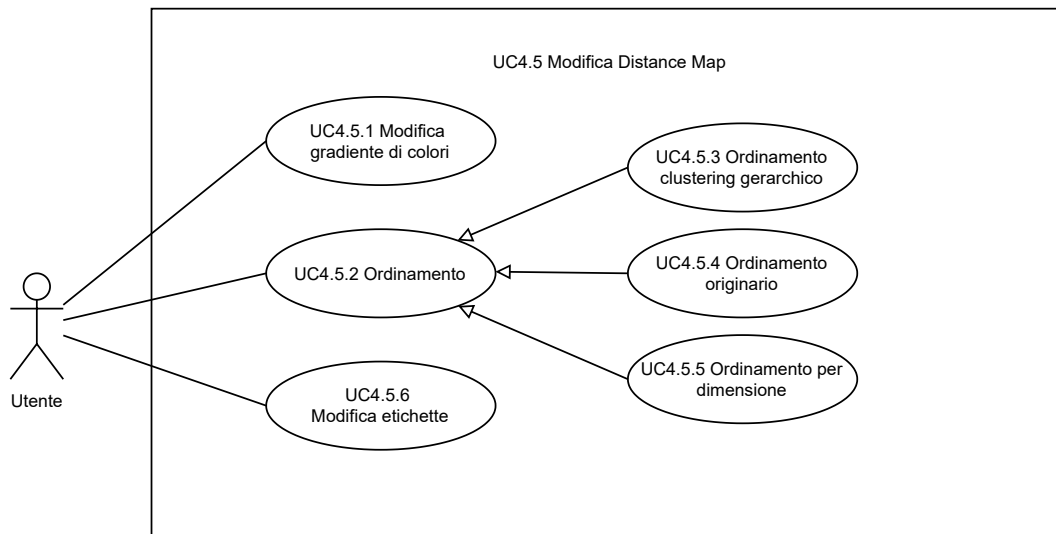 UC4.5 Modifica Distance Map
UC4.5.1 Modifica
gradiente di colori
UC4.5.3 Ordinamento
clustering gerarchico
UC4.5.2 Ordinamento
UC4.5.4 Ordinamento
originario
UC4.5.5 Ordinamento per
dimensione
UC4.5.6
Modifica etichette
Utente